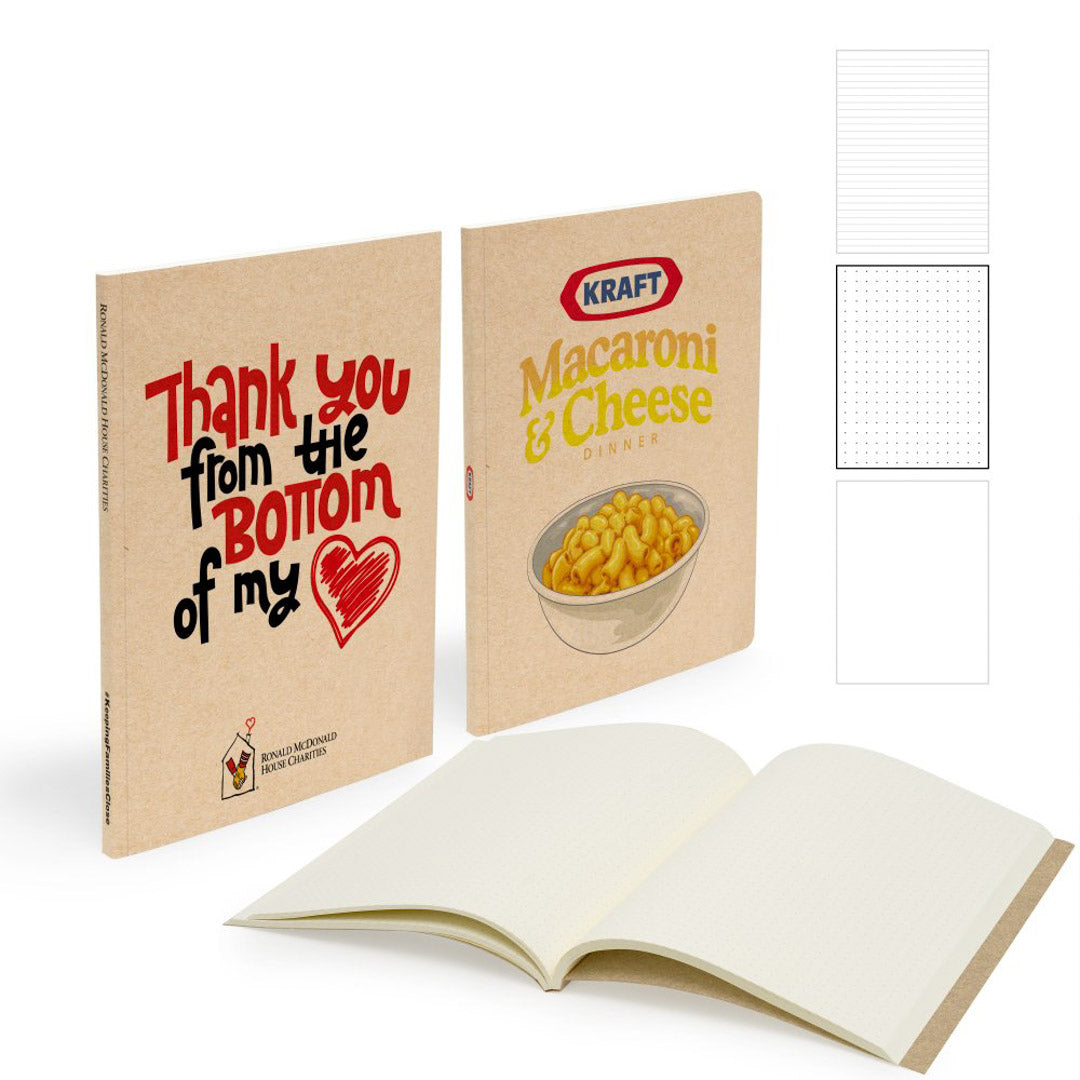 RONALD MCDONALD HOUSE CHARITIES
#KeepingFamiliesClose
Thank you
from the
BOTTOM
of my
RONALD MCDONALD
HOUSE CHARITIES
KRAFT
KRAFT
Macaroni
& Cheese
DINNER